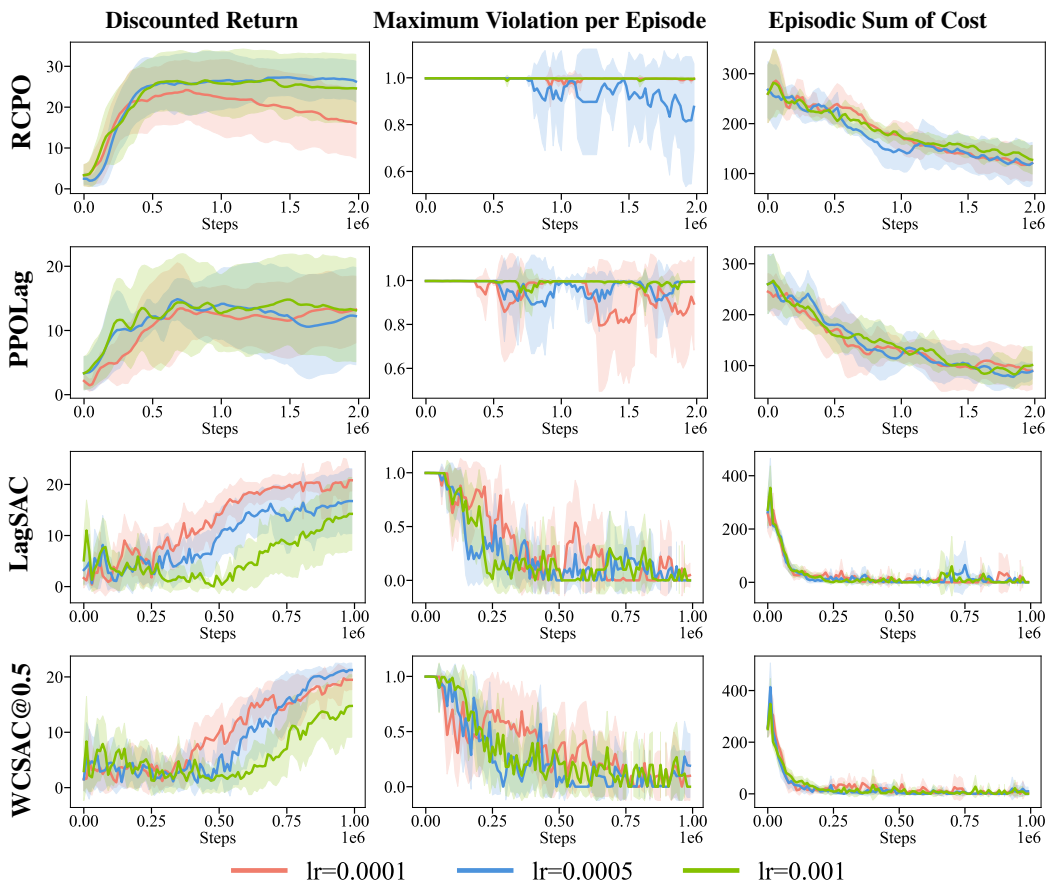 Discounted Return Maximum Violation per Episode Episodic Sum of Cost
RCPO
30
20
10
0
0.0 0.5 1.0 1.5 2.0
Steps
1e6
1.0
0.8
0.6
0.0 0.5 1.0 1.5 2.0
Steps
1e6
300
200
100
0.0 0.5 1.0 1.5 2.0
Steps
1e6
PPOLag
20
10
0
0.0 0.5 1.0 1.5 2.0
Steps
1e6
1.0
0.8
0.6
0.0 0.5 1.0 1.5 2.0
Steps
1e6
300
200
100
0.0 0.5 1.0 1.5 2.0
Steps
1e6
LagSAC
20
10
0
0.00 0.25 0.50 0.75 1.00
Steps
1e6
1.0
0.5
0.0
0.00 0.25 0.50 0.75 1.00
Steps
1e6
400
200
0
0.00 0.25 0.50 0.75 1.00
Steps
1e6
WCSAC@0.5
20
10
0
0.00 0.25 0.50 0.75 1.00
Steps
1e6
1.0
0.5
0.0
0.00 0.25 0.50 0.75 1.00
Steps
1e6
400
200
0
0.00 0.25 0.50 0.75 1.00
Steps
1e6
lr=0.0001 lr=0.0005 lr=0.001